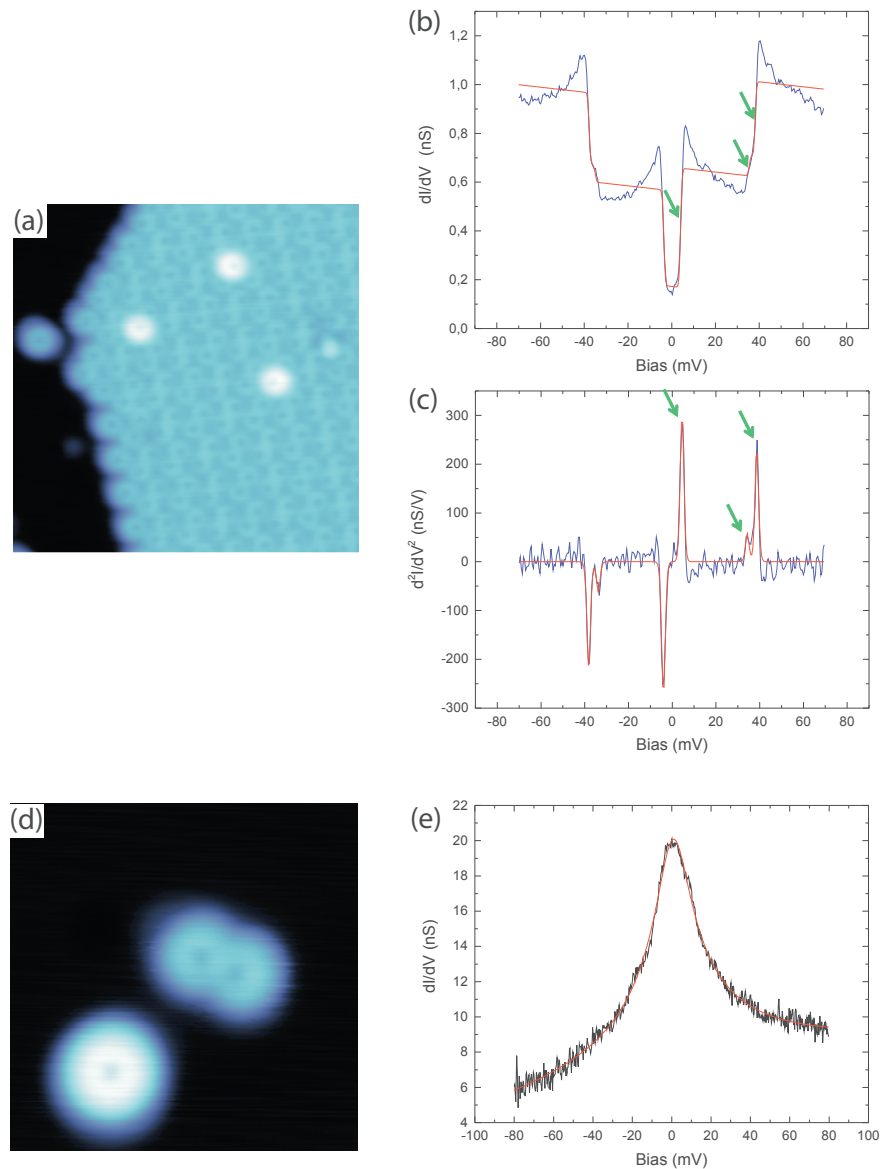 (a)
(b)
1,2
1,0
0,8
0,6
0,4
0,2
0,0
dI/dV (nS)
-80 -60 -40 -20 0 20 40 60 80
Bias (mV)
(c)
300
200
100
0
-100
-200
-300
d²I/dV² (nS/V)
-80 -60 -40 -20 0 20 40 60 80
Bias (mV)
(d)
(e)
22
20
18
16
14
12
10
8
6
4
dI/dV (nS)
-100 -80 -60 -40 -20 0 20 40 60 80 100
Bias (mV)